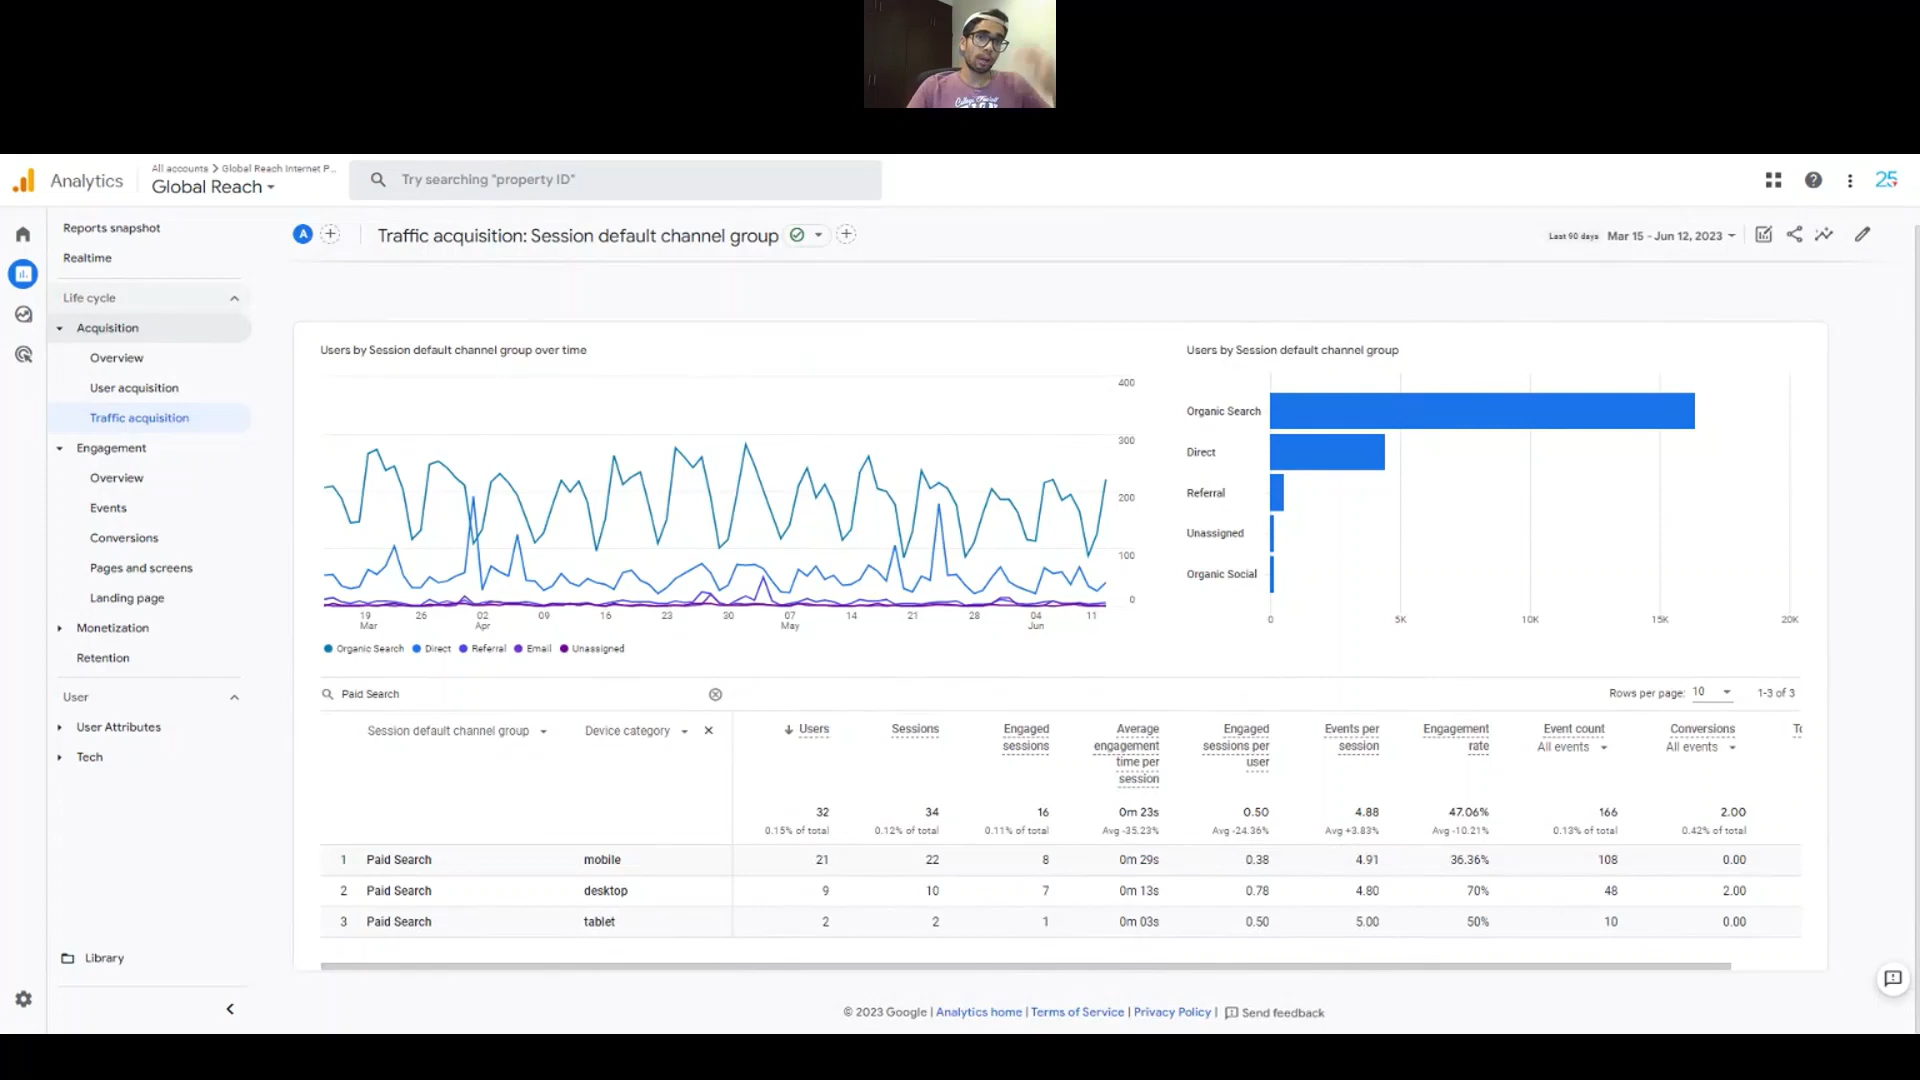 All accounts > Global Reach Internet P...
Analytics
Global Reach
Try searching "property ID"
25
Reports snapshot
Realtime
Life cycle
Acquisition
Overview
User acquisition
Traffic acquisition
Engagement
Overview
Events
Conversions
Pages and screens
Landing page
Monetization
Retention
User
User Attributes
Tech
Library
A
Traffic acquisition: Session default channel group
Last 90 days Mar 15 - Jun 12, 2023
Users by Session default channel group over time
400
300
200
100
0
19 26 02 09 16 23 30 07 14 21 28 04 11
Mar Apr May Jun
Organic Search Direct Referral Email Unassigned
Users by Session default channel group
Organic Search
Direct
Referral
Unassigned
Organic Social
0 5K 10K 15K 20K
Paid Search
Rows per page: 10 1-3 of 3
Session default channel group Device category
Users
Sessions
Engaged
sessions
Average
engagement
time per
session
Engaged
sessions per
user
Events per
session
Engagement
rate
Event count
All events
Conversions
All events
32 34 16 0m 23s 0.50 4.88 47.06% 166 2.00
0.15% of total 0.12% of total 0.11% of total Avg -35.23% Avg -24.36% Avg +3.83% Avg -10.21% 0.13% of total 0.42% of total
1 Paid Search mobile 21 22 8 0m 29s 0.38 4.91 36.36% 108 0.00
2 Paid Search desktop 9 10 7 0m 13s 0.78 4.80 70% 48 2.00
3 Paid Search tablet 2 2 1 0m 03s 0.50 5.00 50% 10 0.00
© 2023 Google | Analytics home | Terms of Service | Privacy Policy | Send feedback